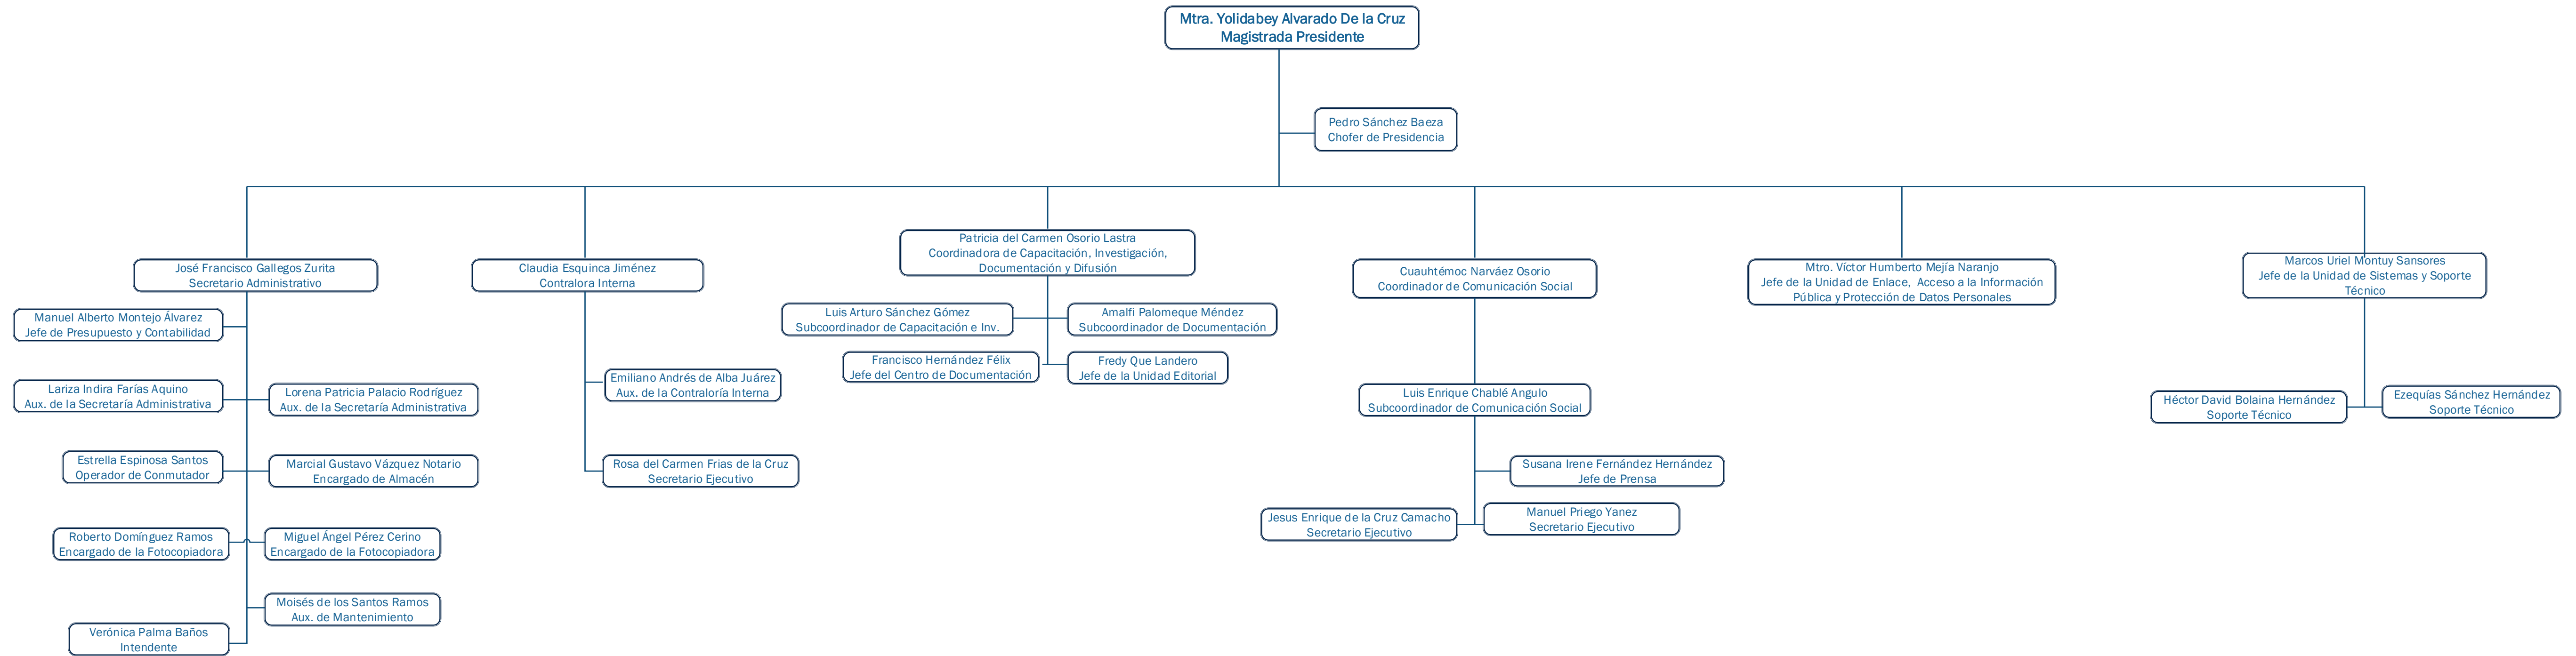 Mtra. Yolidabey Alvarado De la Cruz
Magistrada Presidente
Pedro Sánchez Baeza
Chofer de Presidencia
José Francisco Gallegos Zurita
Secretario Administrativo
Manuel Alberto Montejo Álvarez
Jefe de Presupuesto y Contabilidad
Lariza Indira Farías Aquino
Aux. de la Secretaría Administrativa
Lorena Patricia Palacio Rodríguez
Aux. de la Secretaría Administrativa
Estrella Espinosa Santos
Operador de Conmutador
Marcial Gustavo Vázquez Notario
Encargado de Almacén
Roberto Domínguez Ramos
Encargado de la Fotocopiadora
Miguel Ángel Pérez Cerino
Encargado de la Fotocopiadora
Moisés de los Santos Ramos
Aux. de Mantenimiento
Verónica Palma Baños
Intendente
Claudia Esquinca Jiménez
Contralora Interna
Emiliano Andrés de Alba Juárez
Aux. de la Contraloría Interna
Rosa del Carmen Frias de la Cruz
Secretario Ejecutivo
Patricia del Carmen Osorio Lastra
Coordinadora de Capacitación, Investigación,
Documentación y Difusión
Luis Arturo Sánchez Gómez
Subcoordinador de Capacitación e Inv.
Amalfi Palomeque Méndez
Subcoordinador de Documentación
Francisco Hernández Félix
Jefe del Centro de Documentación
Fredy Que Landero
Jefe de la Unidad Editorial
Cuauhtémoc Narváez Osorio
Coordinador de Comunicación Social
Luis Enrique Chablé Angulo
Subcoordinador de Comunicación Social
Susana Irene Fernández Hernández
Jefe de Prensa
Jesus Enrique de la Cruz Camacho
Secretario Ejecutivo
Manuel Priego Yanez
Secretario Ejecutivo
Mtro. Víctor Humberto Mejía Naranjo
Jefe de la Unidad de Enlace, Acceso a la Información
Pública y Protección de Datos Personales
Marcos Uriel Montuy Sansores
Jefe de la Unidad de Sistemas y Soporte
Técnico
Héctor David Bolaina Hernández
Soporte Técnico
Ezequías Sánchez Hernández
Soporte Técnico